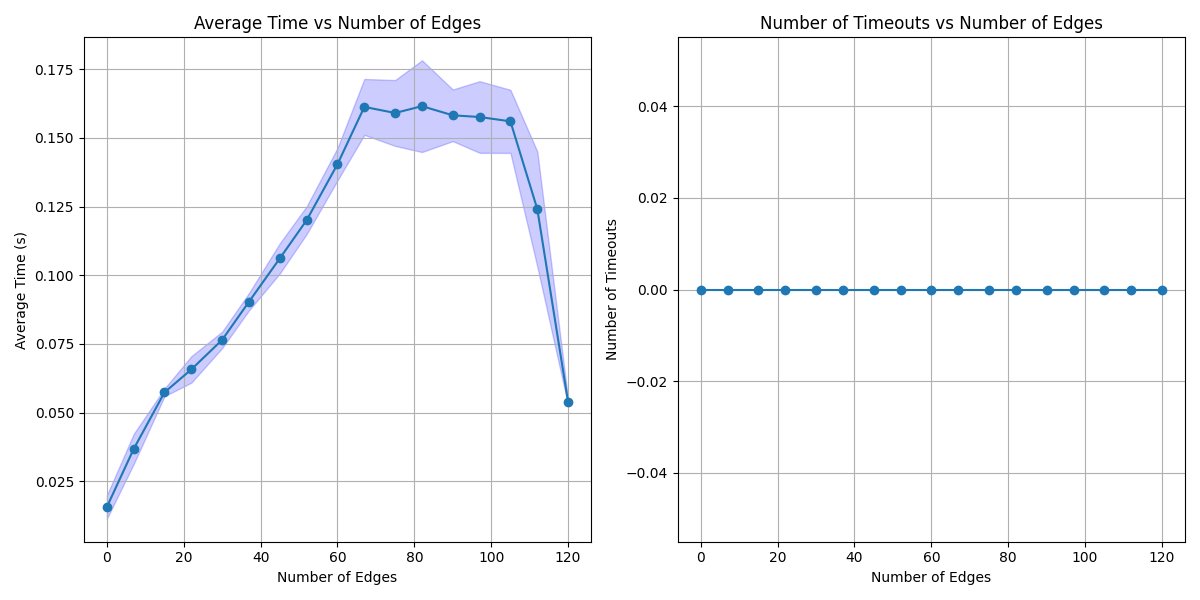 Average Time vs Number of Edges
0.175
0.150
0.125
0.100
0.075
0.050
0.025
Average Time (s)
0 20 40 60 80 100 120
Number of Edges
Number of Timeouts vs Number of Edges
0.04
0.02
0.00
−0.02
−0.04
Number of Timeouts
0 20 40 60 80 100 120
Number of Edges